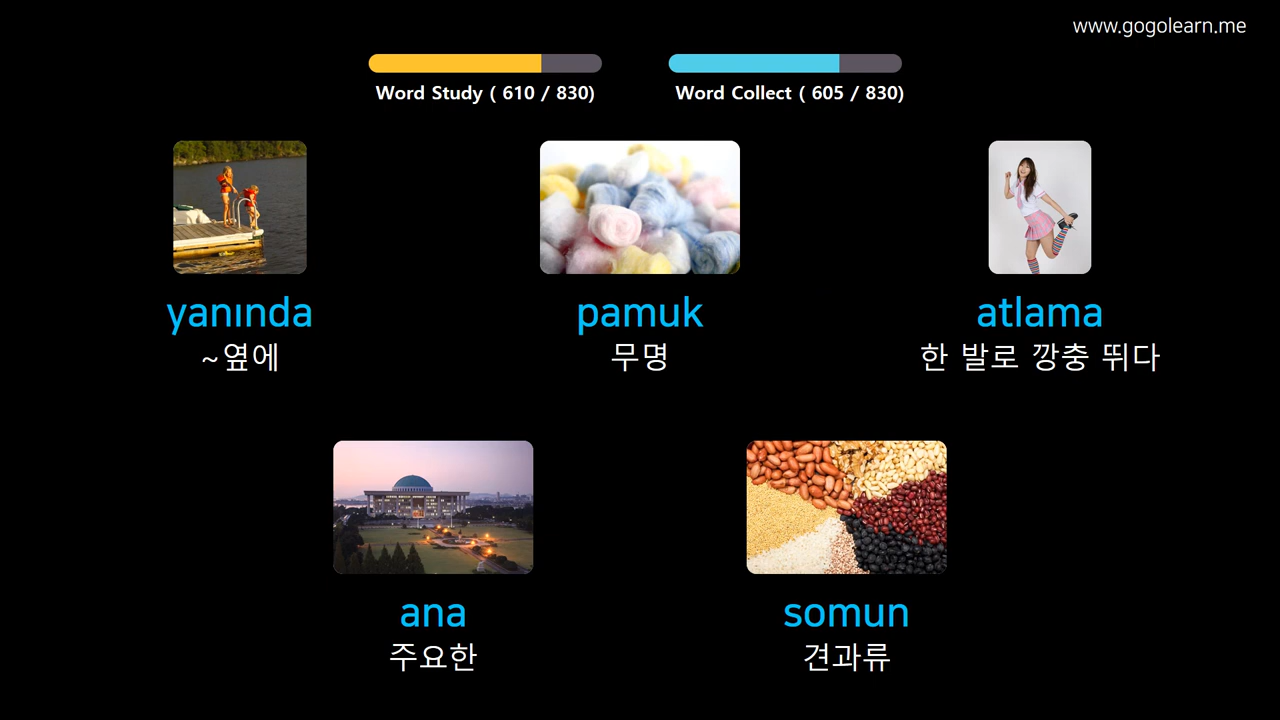 www.gogolearn.me
Word Study ( 610 / 830)
Word Collect ( 605 / 830)
yanında
~옆에
pamuk
무명
atlama
한 발로 깡충 뛰다
ana
주요한
somun
견과류